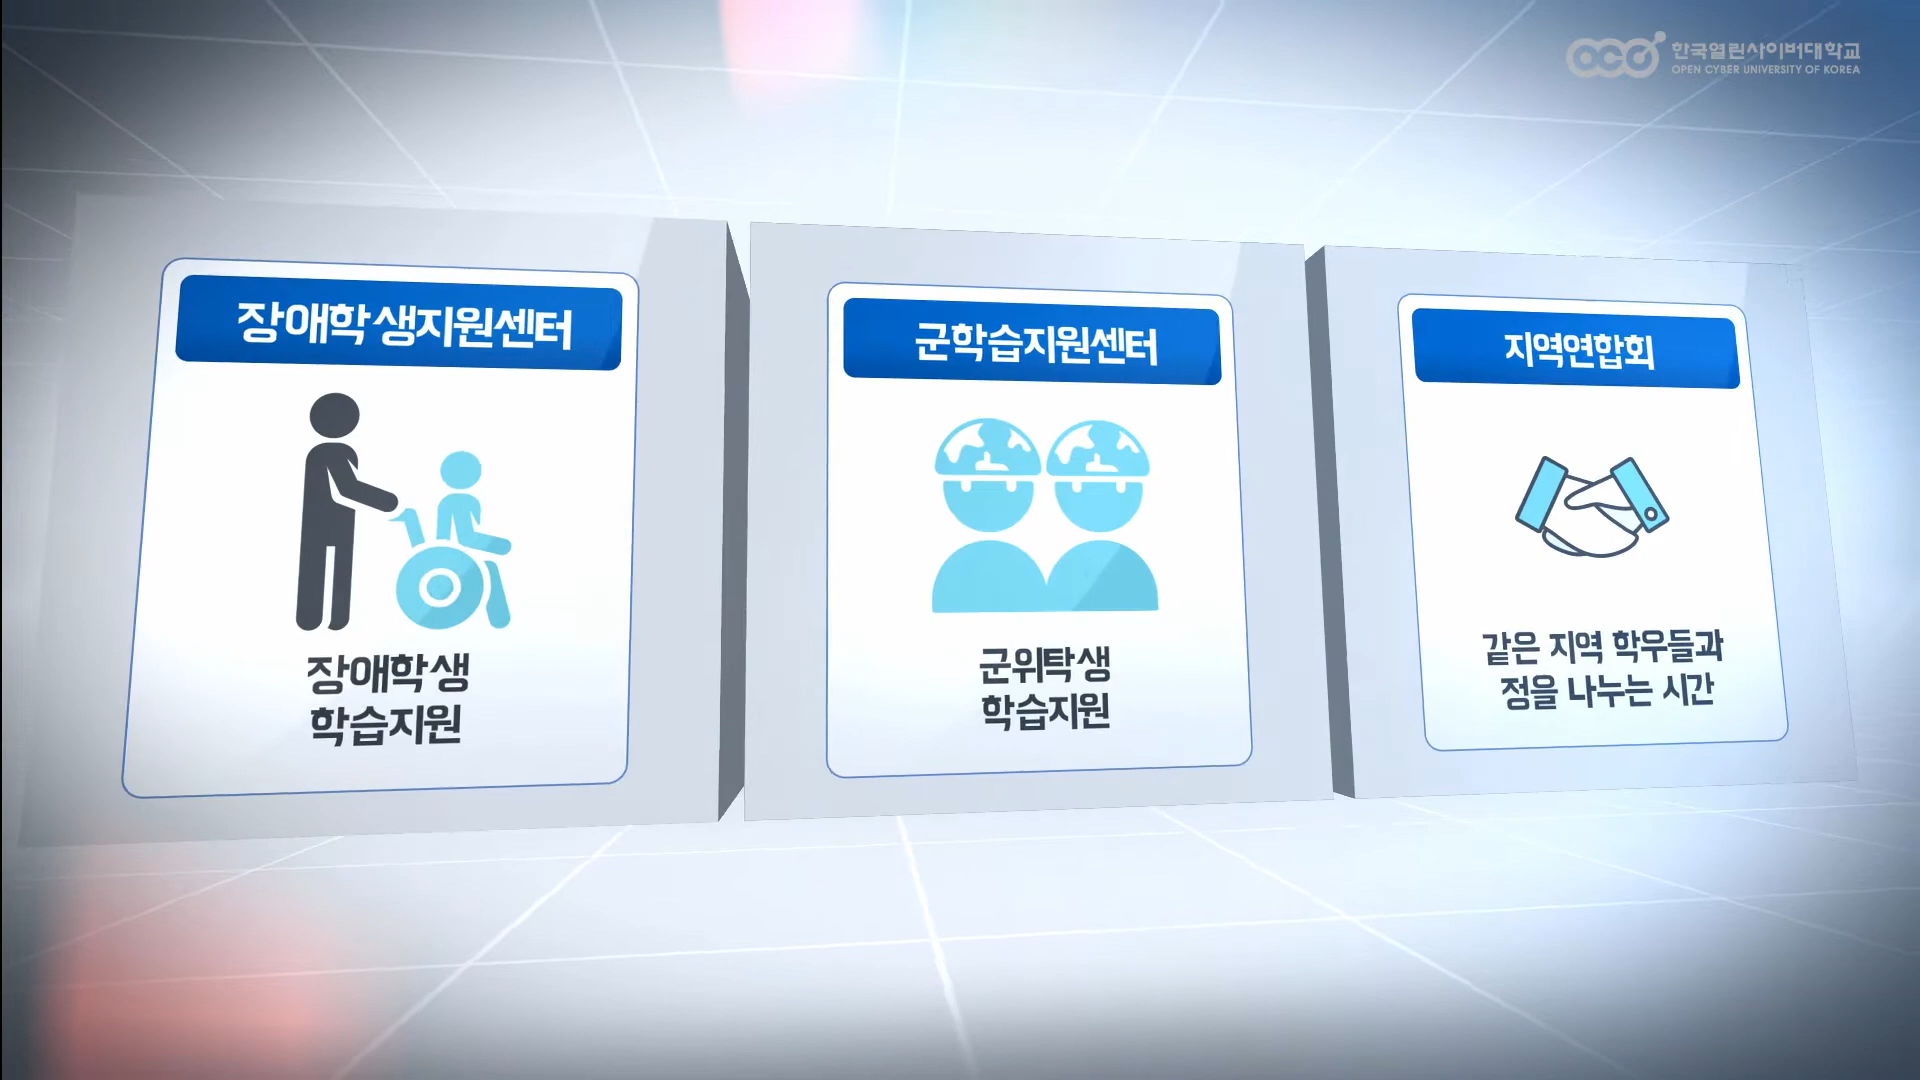 한국열린사이버대학교
OPEN CYBER UNIVERSITY OF KOREA
장애학생지원센터
장애학생
학습지원
군학습지원센터
군위탁생
학습지원
지역연합회
같은 지역 학우들과
정을 나누는 시간